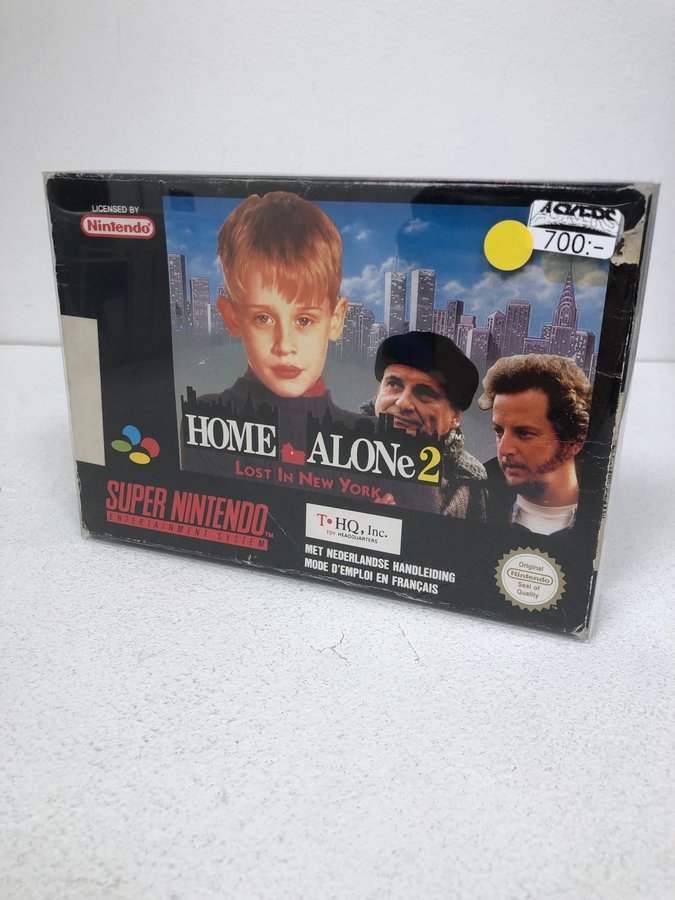 LICENSED BY
Nintendo
700:-
HOME ALONe 2
LOST IN NEW YORK
SUPER NINTENDO
ENTERTAINMENT SYSTEM
T•HQ, Inc.
TOY HEADQUARTERS
MET NEDERLANDSE HANDLEIDING
MODE D'EMPLOI EN FRANÇAIS
Original
Nintendo
Seal of
Quality